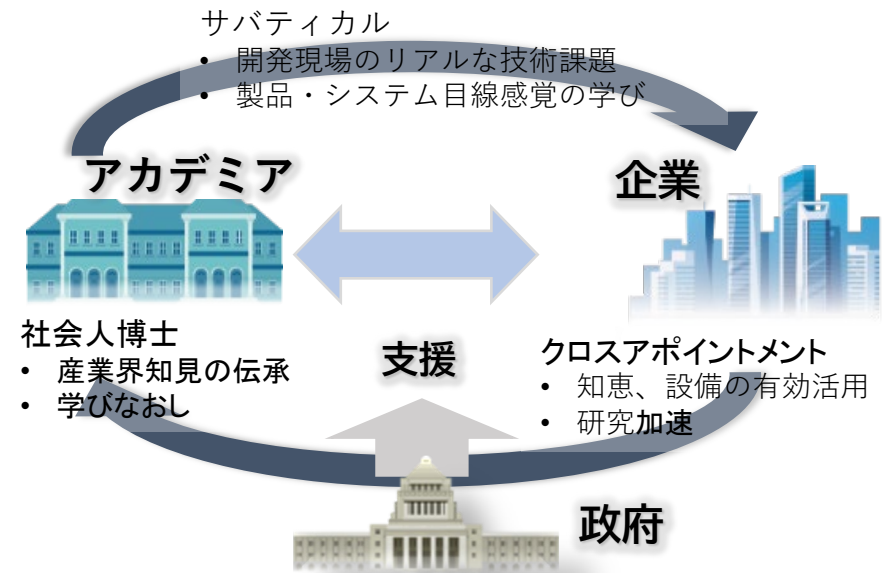 サバティカル
• 開発現場のリアルな技術課題
• 製品・システム目線感覚の学び
アカデミア
企業
社会人博士
• 産業界知見の伝承
• 学びなおし
支援
クロスアポイントメント
• 知恵、設備の有効活用
• 研究加速
政府